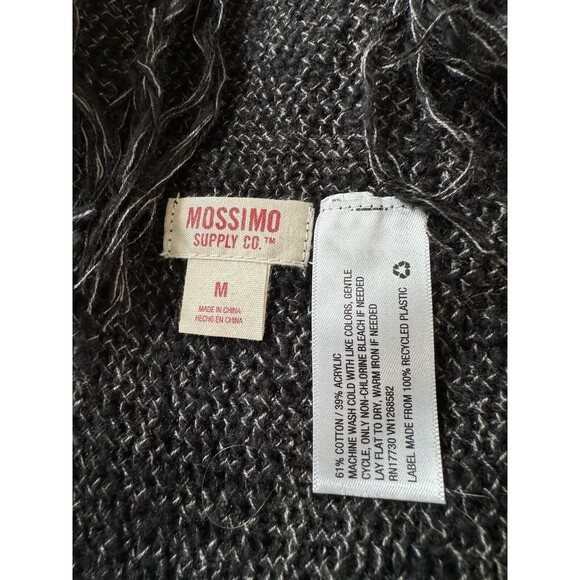 MOSSIMO
SUPPLY CO.™
M
MADE IN CHINA
HECHO EN CHINA
61% COTTON / 39% ACRYLIC
MACHINE WASH COLD WITH LIKE COLORS, GENTLE
CYCLE, ONLY NON-CHLORINE BLEACH IF NEEDED
LAY FLAT TO DRY, WARM IRON IF NEEDED
RN17730 VN1268582
LABEL MADE FROM 100% RECYCLED PLASTIC